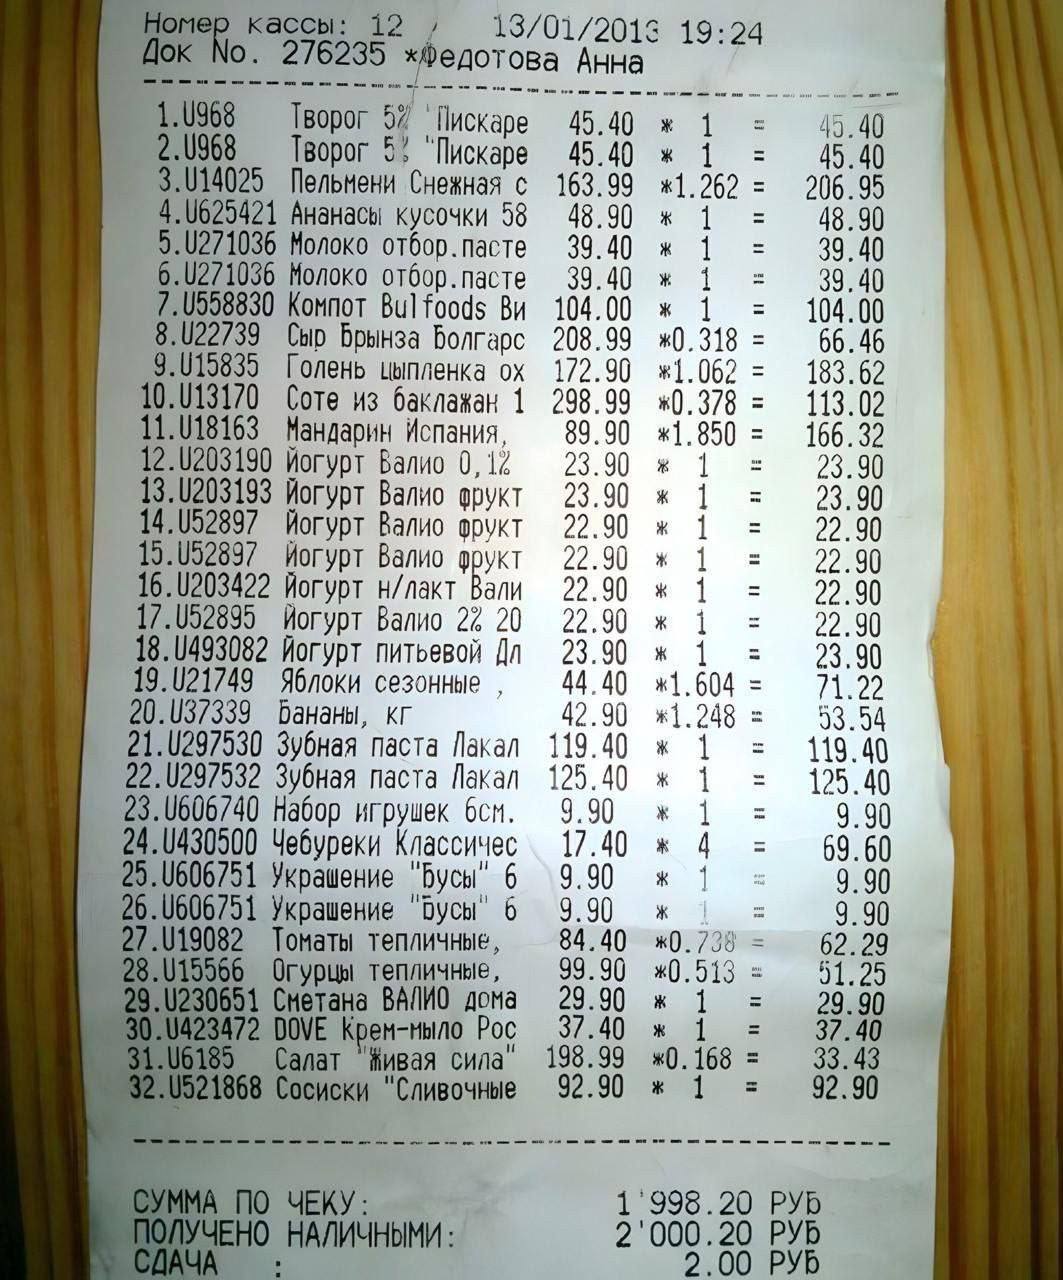 Номер кассы: 12 13/01/2013 19:24
Док No. 276235 *Федотова Анна
1.U968 Творог 5% "Пискаре 45.40 * 1 = 45.40
2.U968 Творог 5% "Пискаре 45.40 * 1 = 45.40
3.U14025 Пельмени Снежная с 163.99 *1.262 = 206.95
4.U625421 Ананасы кусочки 58 48.90 * 1 = 48.90
5.U271036 Молоко отбор.пасте 39.40 * 1 = 39.40
6.U271036 Молоко отбор.пасте 39.40 * 1 = 39.40
7.U558830 Компот Bulfoods Ви 104.00 * 1 = 104.00
8.U22739 Сыр Брынза Болгарс 208.99 *0.318 = 66.46
9.U15835 Голень цыпленка ох 172.90 *1.062 = 183.62
10.U13170 Соте из баклажан 1 298.99 *0.378 = 113.02
11.U18163 Мандарин Испания, 89.90 *1.850 = 166.32
12.U203190 Йогурт Валио 0,1% 23.90 * 1 = 23.90
13.U203193 Йогурт Валио фрукт 23.90 * 1 = 23.90
14.U52897 Йогурт Валио фрукт 22.90 * 1 = 22.90
15.U52897 Йогурт Валио фрукт 22.90 * 1 = 22.90
16.U203422 Йогурт н/лакт Вали 22.90 * 1 = 22.90
17.U52895 Йогурт Валио 2% 20 22.90 * 1 = 22.90
18.U493082 Йогурт питьевой Дл 23.90 * 1 = 23.90
19.U21749 Яблоки сезонные , 44.40 *1.604 = 71.22
20.U37339 Бананы, кг 42.90 *1.248 = 53.54
21.U297530 Зубная паста Лакал 119.40 * 1 = 119.40
22.U297532 Зубная паста Лакал 125.40 * 1 = 125.40
23.U606740 Набор игрушек 6см. 9.90 * 1 = 9.90
24.U430500 Чебуреки Классичес 17.40 * 4 = 69.60
25.U606751 Украшение "Бусы" 6 9.90 * 1 = 9.90
26.U606751 Украшение "Бусы" 6 9.90 * 1 = 9.90
27.U19082 Томаты тепличные, 84.40 *0.738 = 62.29
28.U15566 Огурцы тепличные, 99.90 *0.513 = 51.25
29.U230651 Сметана ВАЛИО дома 29.90 * 1 = 29.90
30.U423472 DOVE Крем-мыло Рос 37.40 * 1 = 37.40
31.U6185 Салат "Живая сила" 198.99 *0.168 = 33.43
32.U521868 Сосиски "Сливочные 92.90 * 1 = 92.90
СУММА ПО ЧЕКУ: 1'998.20 РУБ
ПОЛУЧЕНО НАЛИЧНЫМИ: 2'000.20 РУБ
СДАЧА : 2.00 РУБ